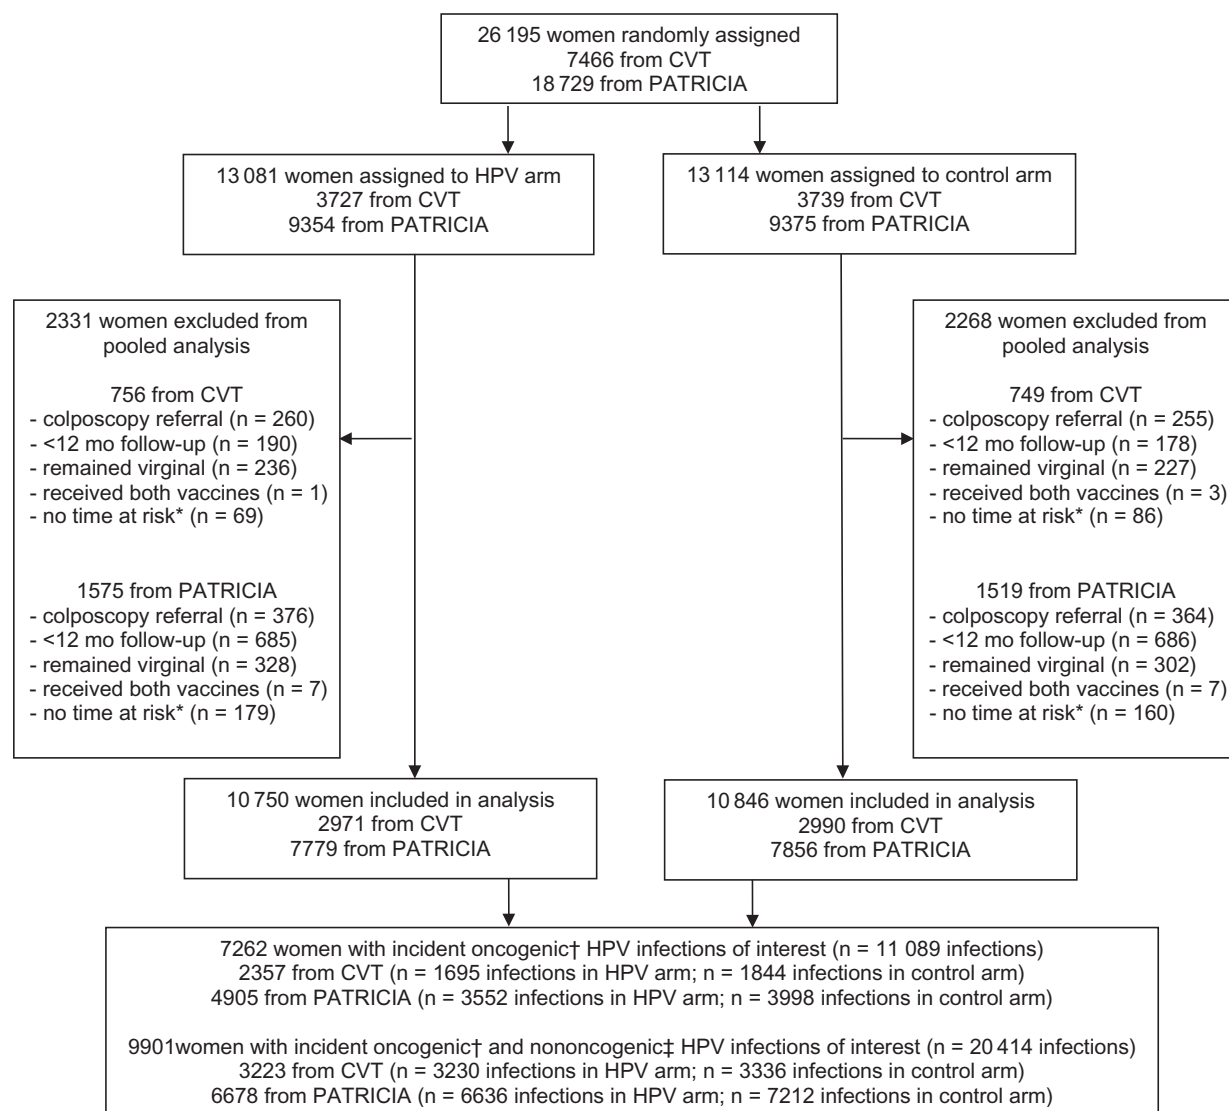 26 195 women randomly assigned
7466 from CVT
18 729 from PATRICIA
13 081 women assigned to HPV arm
3727 from CVT
9354 from PATRICIA
13 114 women assigned to control arm
3739 from CVT
9375 from PATRICIA
2331 women excluded from
pooled analysis
756 from CVT
- colposcopy referral (n = 260)
- <12 mo follow-up (n = 190)
- remained virginal (n = 236)
- received both vaccines (n = 1)
- no time at risk* (n = 69)
1575 from PATRICIA
- colposcopy referral (n = 376)
- <12 mo follow-up (n = 685)
- remained virginal (n = 328)
- received both vaccines (n = 7)
- no time at risk* (n = 179)
2268 women excluded from
pooled analysis
749 from CVT
- colposcopy referral (n = 255)
- <12 mo follow-up (n = 178)
- remained virginal (n = 227)
- received both vaccines (n = 3)
- no time at risk* (n = 86)
1519 from PATRICIA
- colposcopy referral (n = 364)
- <12 mo follow-up (n = 686)
- remained virginal (n = 302)
- received both vaccines (n = 7)
- no time at risk* (n = 160)
10 750 women included in analysis
2971 from CVT
7779 from PATRICIA
10 846 women included in analysis
2990 from CVT
7856 from PATRICIA
7262 women with incident oncogenic† HPV infections of interest (n = 11 089 infections)
2357 from CVT (n = 1695 infections in HPV arm; n = 1844 infections in control arm)
4905 from PATRICIA (n = 3552 infections in HPV arm; n = 3998 infections in control arm)
9901women with incident oncogenic† and nononcogenic‡ HPV infections of interest (n = 20 414 infections)
3223 from CVT (n = 3230 infections in HPV arm; n = 3336 infections in control arm)
6678 from PATRICIA (n = 6636 infections in HPV arm; n = 7212 infections in control arm)